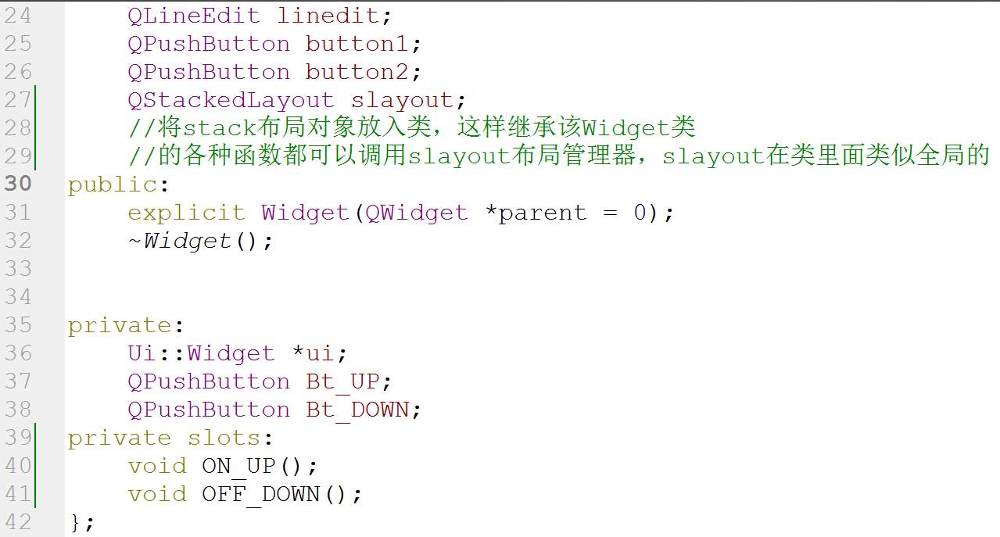 24 QLineEdit linedit;
25 QPushButton button1;
26 QPushButton button2;
27 QStackedLayout slayout;
28 //将stack布局对象放入类，这样继承该Widget类
29 //的各种函数都可以调用slayout布局管理器，slayout在类里面类似全局的
30 public:
31 explicit Widget(QWidget *parent = 0);
32 ~Widget();
33
34
35 private:
36 Ui::Widget *ui;
37 QPushButton Bt_UP;
38 QPushButton Bt_DOWN;
39 private slots:
40 void ON_UP();
41 void OFF_DOWN();
42 };